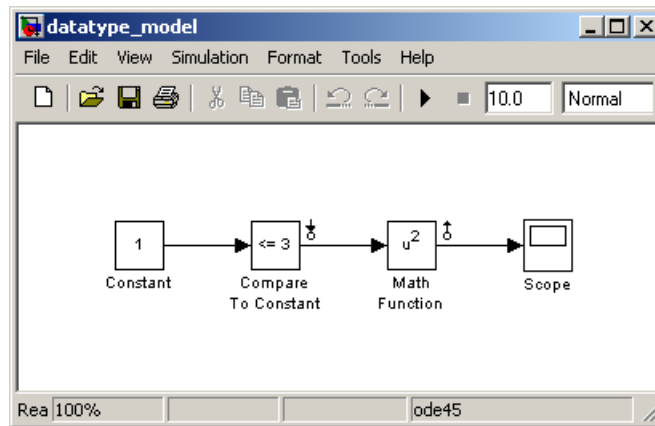 datatype_model
File Edit View Simulation Format Tools Help
10.0 Normal
1 <= 3 u2
Constant Compare To Constant Math Function Scope
Rea 100% ode45